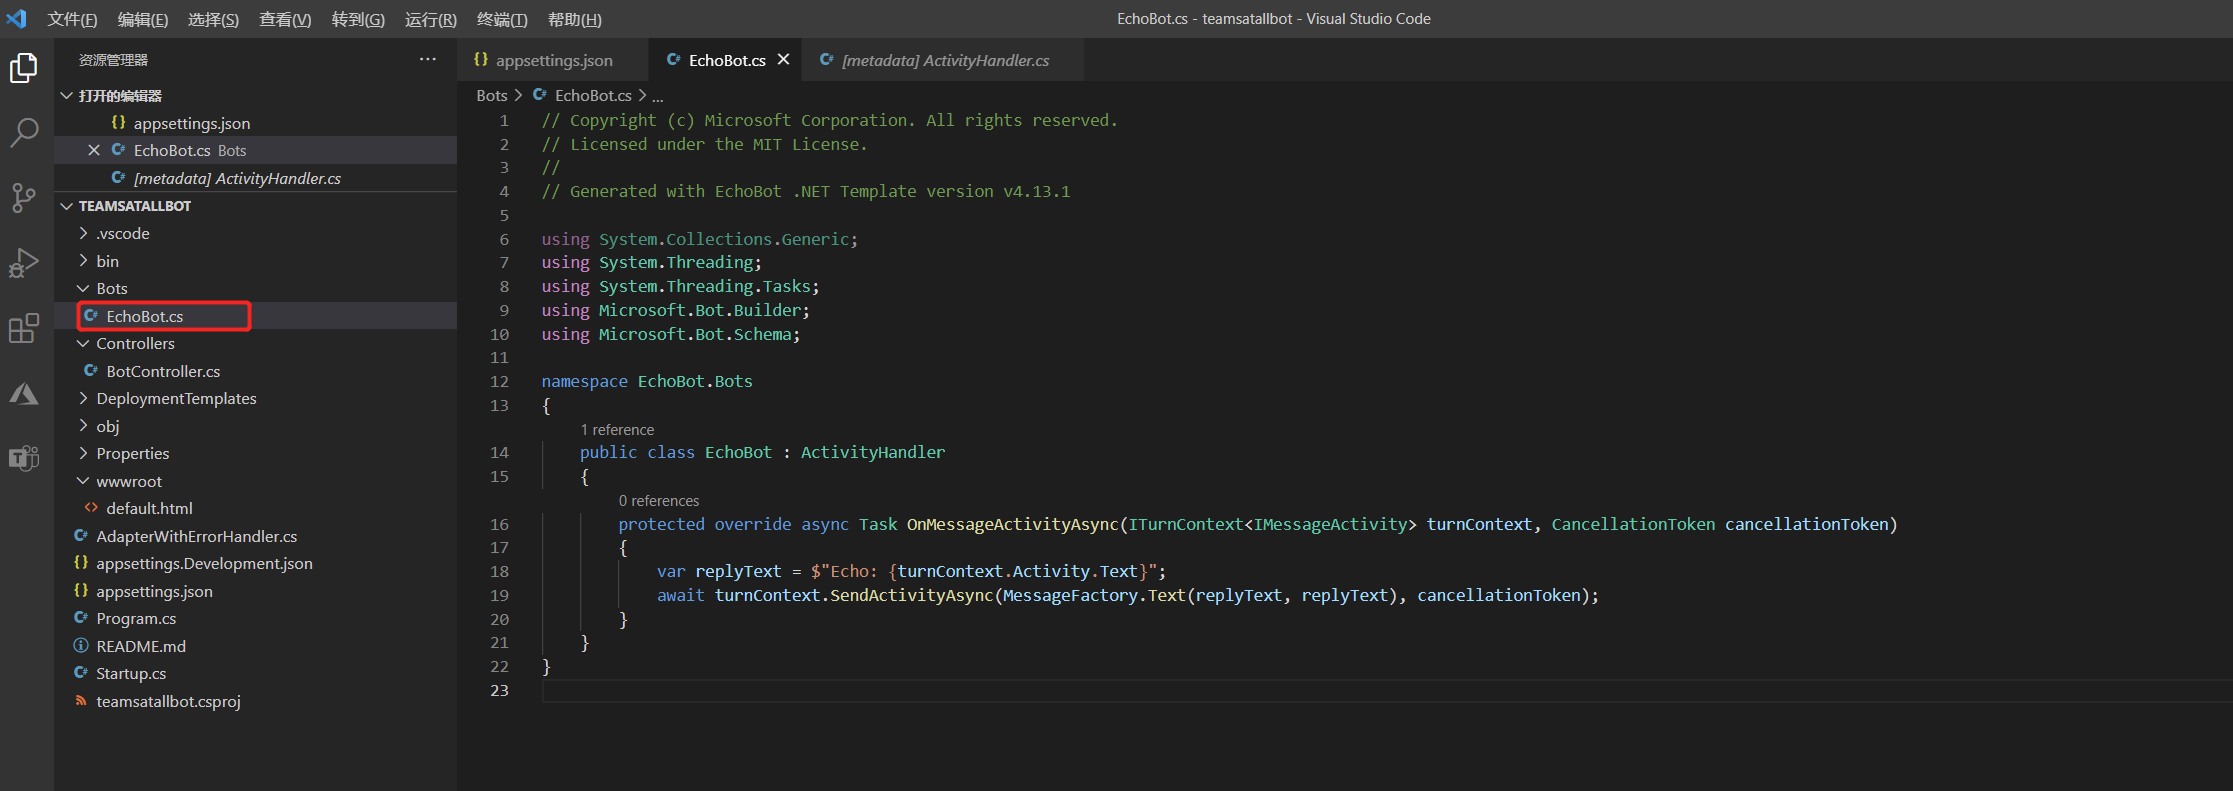 文件(F) 编辑(E) 选择(S) 查看(V) 转到(G) 运行(R) 终端(T) 帮助(H) EchoBot.cs - teamsatallbot - Visual Studio Code
资源管理器 ···
打开的编辑器
{} appsettings.json
× C# EchoBot.cs Bots
C# [metadata] ActivityHandler.cs
TEAMSATALLBOT
> .vscode
> bin
Bots
C# EchoBot.cs
Controllers
C# BotController.cs
> DeploymentTemplates
> obj
> Properties
wwwroot
<> default.html
C# AdapterWithErrorHandler.cs
{} appsettings.Development.json
{} appsettings.json
C# Program.cs
README.md
C# Startup.cs
teamsatallbot.csproj
{} appsettings.json C# EchoBot.cs × C# [metadata] ActivityHandler.cs
Bots > C# EchoBot.cs > ...
1 // Copyright (c) Microsoft Corporation. All rights reserved.
2 // Licensed under the MIT License.
3 //
4 // Generated with EchoBot .NET Template version v4.13.1
5
6 using System.Collections.Generic;
7 using System.Threading;
8 using System.Threading.Tasks;
9 using Microsoft.Bot.Builder;
10 using Microsoft.Bot.Schema;
11
12 namespace EchoBot.Bots
13 {
1 reference
14 public class EchoBot : ActivityHandler
15 {
0 references
16 protected override async Task OnMessageActivityAsync(ITurnContext<IMessageActivity> turnContext, CancellationToken cancellationToken)
17 {
18 var replyText = $"Echo: {turnContext.Activity.Text}";
19 await turnContext.SendActivityAsync(MessageFactory.Text(replyText, replyText), cancellationToken);
20 }
21 }
22 }
23